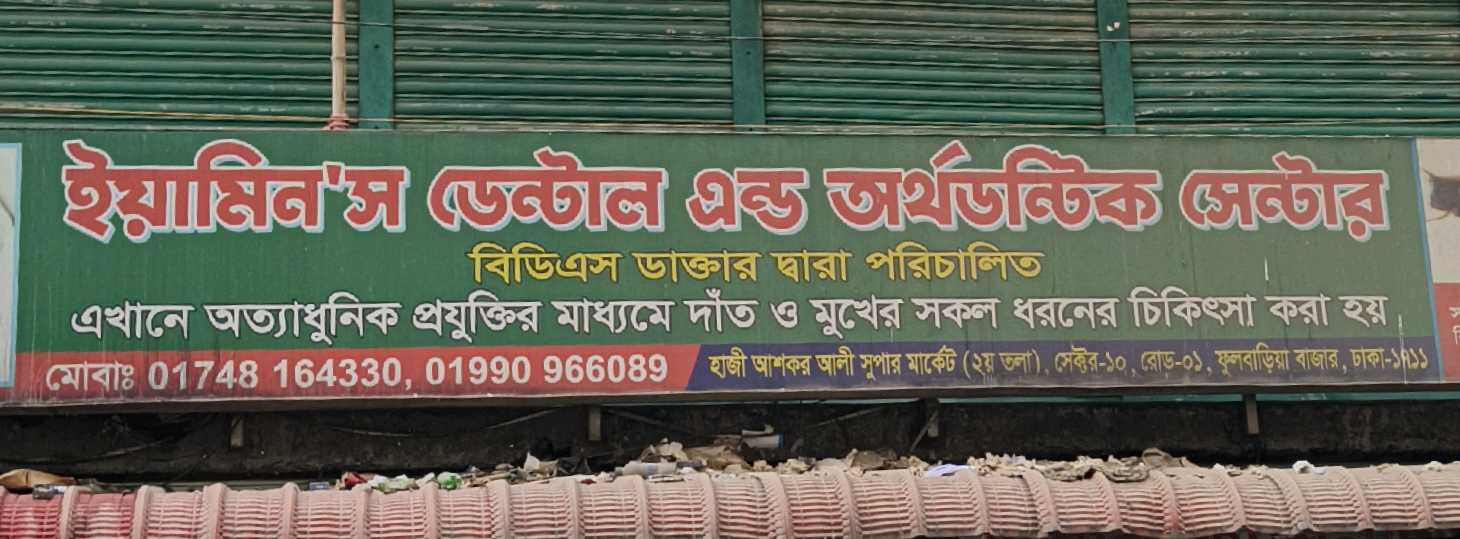 ইয়ামিন'স ডেন্টাল এন্ড অর্থডন্টিক সেন্টার
বিডিএস ডাক্তার দ্বারা পরিচালিত
এখানে অত্যাধুনিক প্রযুক্তির মাধ্যমে দাঁত ও মুখের সকল ধরনের চিকিৎসা করা হয়
মোবাঃ 01748 164330, 01990 966089
হাজী আশকর আলী সুপার মার্কেট (২য় তলা), সেক্টর-১০, রোড-০১, ফুলবাড়িয়া বাজার, ঢাকা-১৭১১